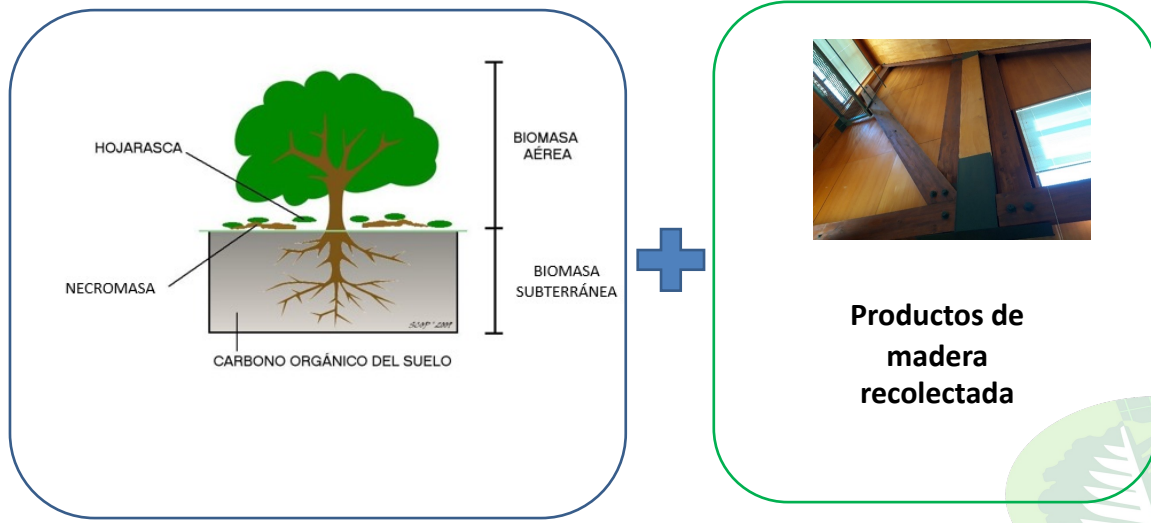 HOJARASCA
BIOMASA
AÉREA
NECROMASA
BIOMASA
SUBTERRÁNEA
CARBONO ORGÁNICO DEL SUELO
Productos de
madera
recolectada